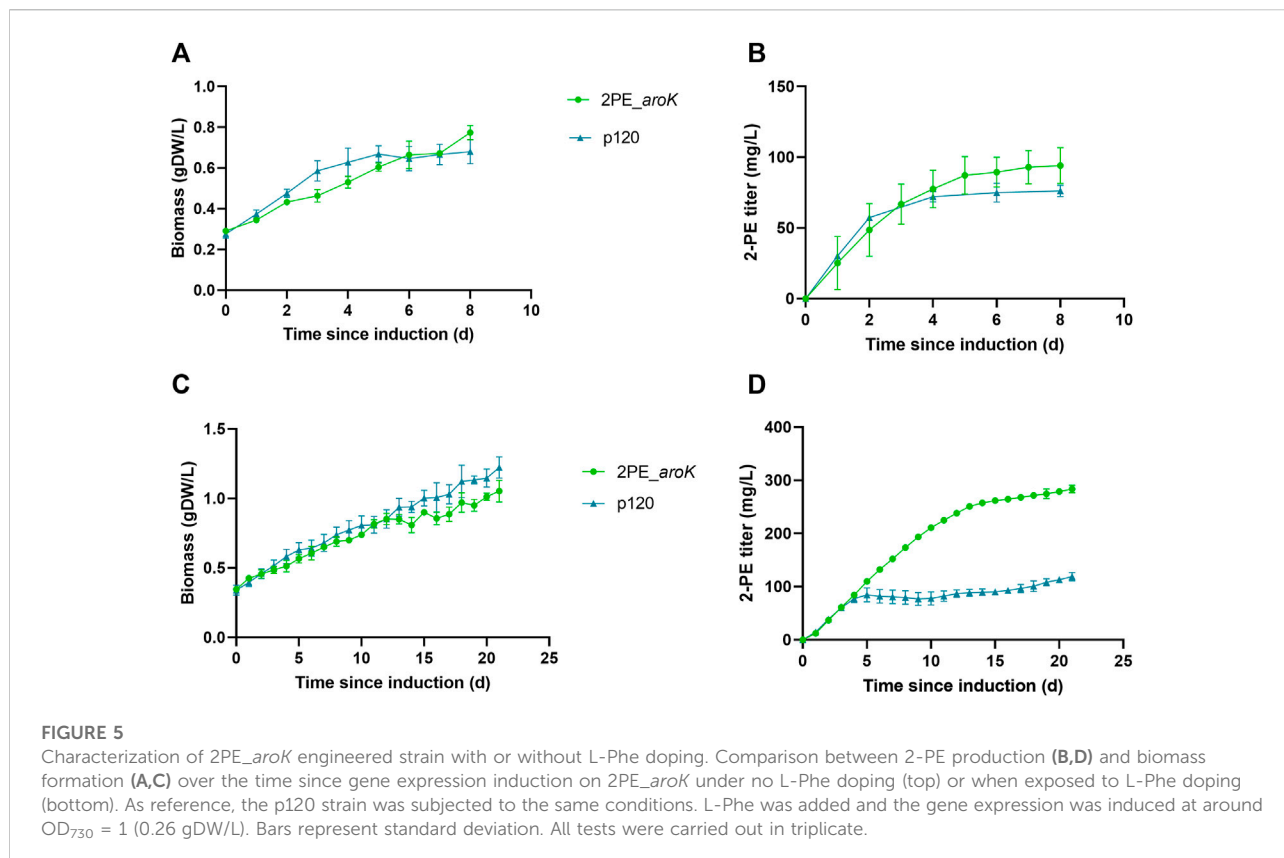 A
Biomass (gDW/L)
1.0
0.8
0.6
0.4
0.2
0.0
0 2 4 6 8 10
Time since induction (d)
2PE_aroK
p120
B
2-PE titer (mg/L)
150
100
50
0
0 2 4 6 8 10
Time since induction (d)
C
Biomass (gDW/L)
1.5
1.0
0.5
0.0
0 5 10 15 20 25
Time since induction (d)
2PE_aroK
p120
D
2-PE titer (mg/L)
400
300
200
100
0
0 5 10 15 20 25
Time since induction (d)
FIGURE 5
Characterization of 2PE_aroK engineered strain with or without L-Phe doping. Comparison between 2-PE production (B,D) and biomass
formation (A,C) over the time since gene expression induction on 2PE_aroK under no L-Phe doping (top) or when exposed to L-Phe doping
(bottom). As reference, the p120 strain was subjected to the same conditions. L-Phe was added and the gene expression was induced at around
OD730 = 1 (0.26 gDW/L). Bars represent standard deviation. All tests were carried out in triplicate.